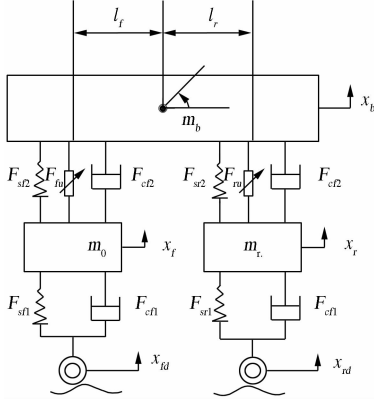 l_f l_r
x_b
m_b
F_sf2 F_fu F_cf2 F_sr2 F_ru F_cf2
m_0 x_f m_r. x_r
F_sf1 F_cf1 F_sr1 F_cf1
x_fd x_rd